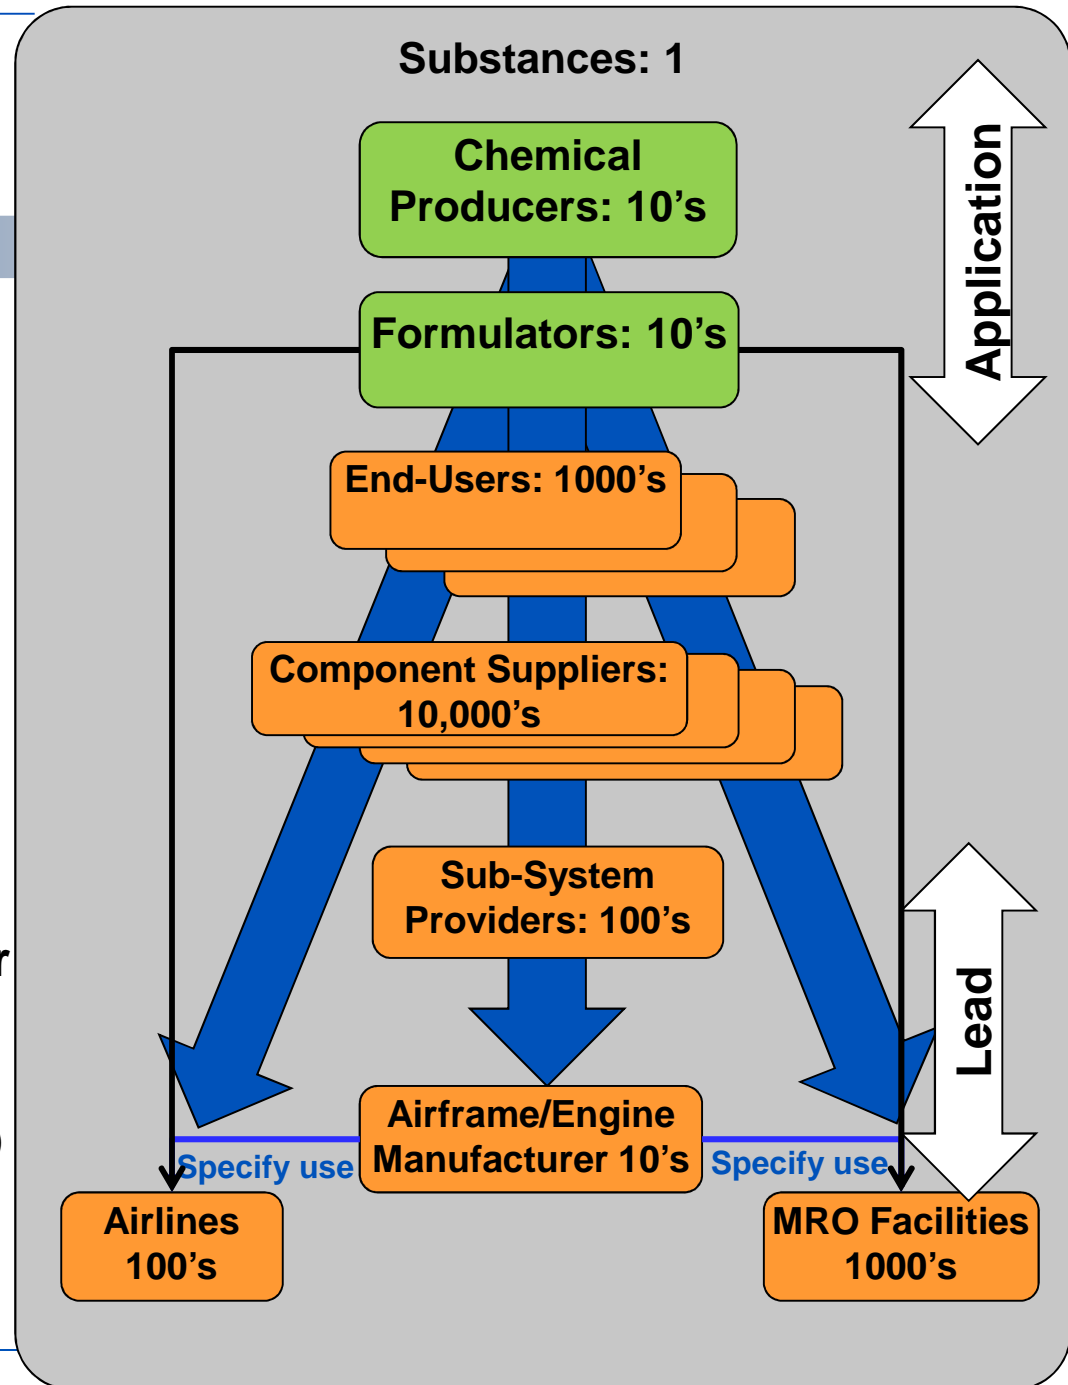 Substances: 1
Chemical
Producers: 10’s
Application
Formulators: 10’s
End-Users: 1000’s
Component Suppliers:
10,000’s
Sub-System
Providers: 100’s
Lead
Airframe/Engine
Manufacturer 10’s
Specify use
Specify use
Airlines
100’s
MRO Facilities
1000’s